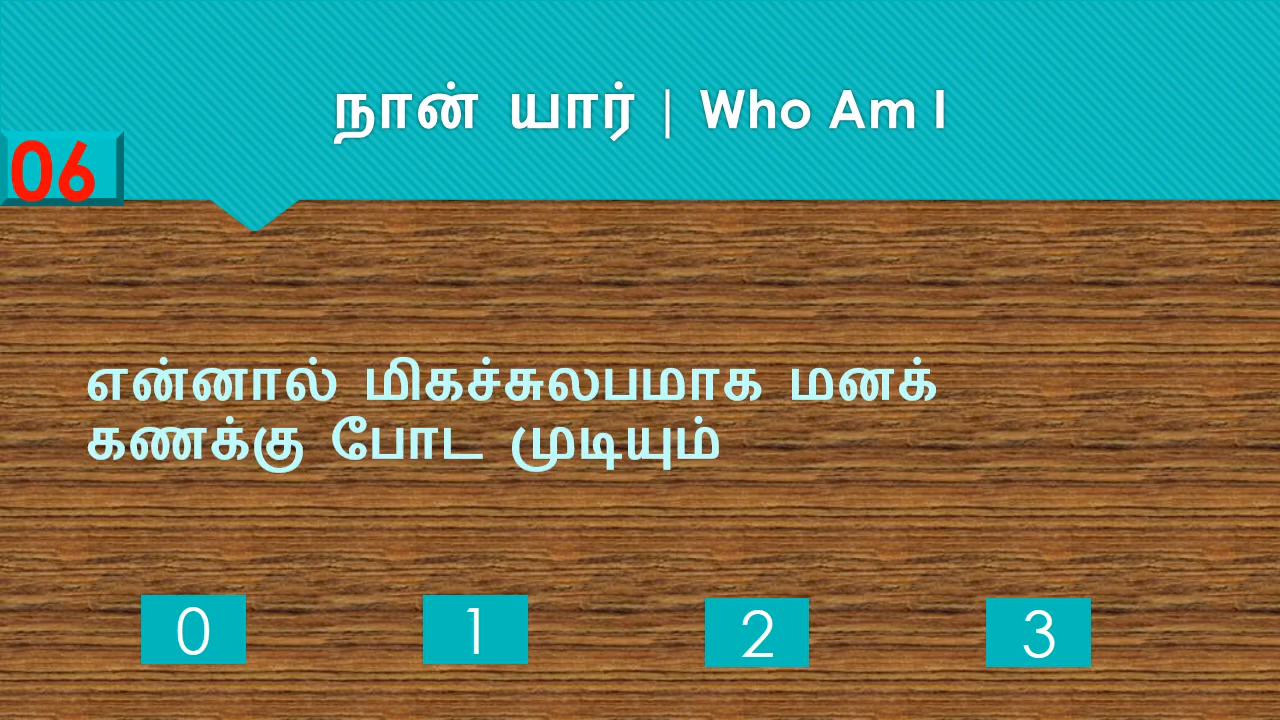 நான் யார் | Who Am I
06
என்னால் மிகச்சுலபமாக மனக்
கணக்கு போட முடியும்
0 1 2 3